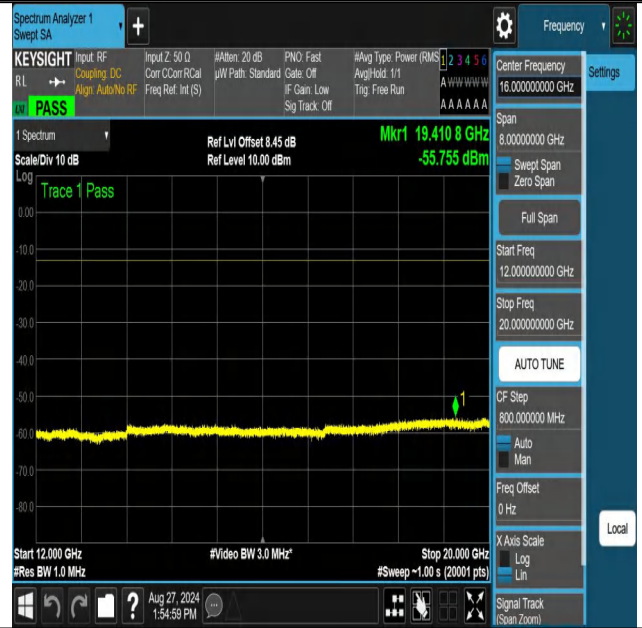 Spectrum Analyzer 1
Swept SA
+
Frequency
KEYSIGHT
RL
PASS
Input: RF
Coupling: DC
Align: Auto/No RF
Input Z: 50 Ω
Corr CCorr RCal
Freq Ref: Int (S)
#Atten: 20 dB
µW Path: Standard
PNO: Fast
Gate: Off
IF Gain: Low
Sig Track: Off
#Avg Type: Power (RMS
Avg|Hold: 1/1
Trig: Free Run
1 2 3 4 5 6
A W W W W W
A A A A A A
1 Spectrum
Scale/Div 10 dB
Log
Ref Lvl Offset 8.45 dB
Ref Level 10.00 dBm
Mkr1 19.410 8 GHz
-55.755 dBm
Trace 1 Pass
0.00
-10.0
-20.0
-30.0
-40.0
-50.0
-60.0
-70.0
-80.0
1
Start 12.000 GHz
#Res BW 1.0 MHz
#Video BW 3.0 MHz*
Stop 20.000 GHz
#Sweep ~1.00 s (20001 pts)
Center Frequency
16.00000000 GHz
Settings
Span
8.00000000 GHz
Swept Span
Zero Span
Full Span
Start Freq
12.000000000 GHz
Stop Freq
20.000000000 GHz
AUTO TUNE
CF Step
800.000000 MHz
Auto
Man
Freq Offset
0 Hz
X Axis Scale
Log
Lin
Local
Signal Track
(Span Zoom)
?
Aug 27, 2024
1:54:59 PM